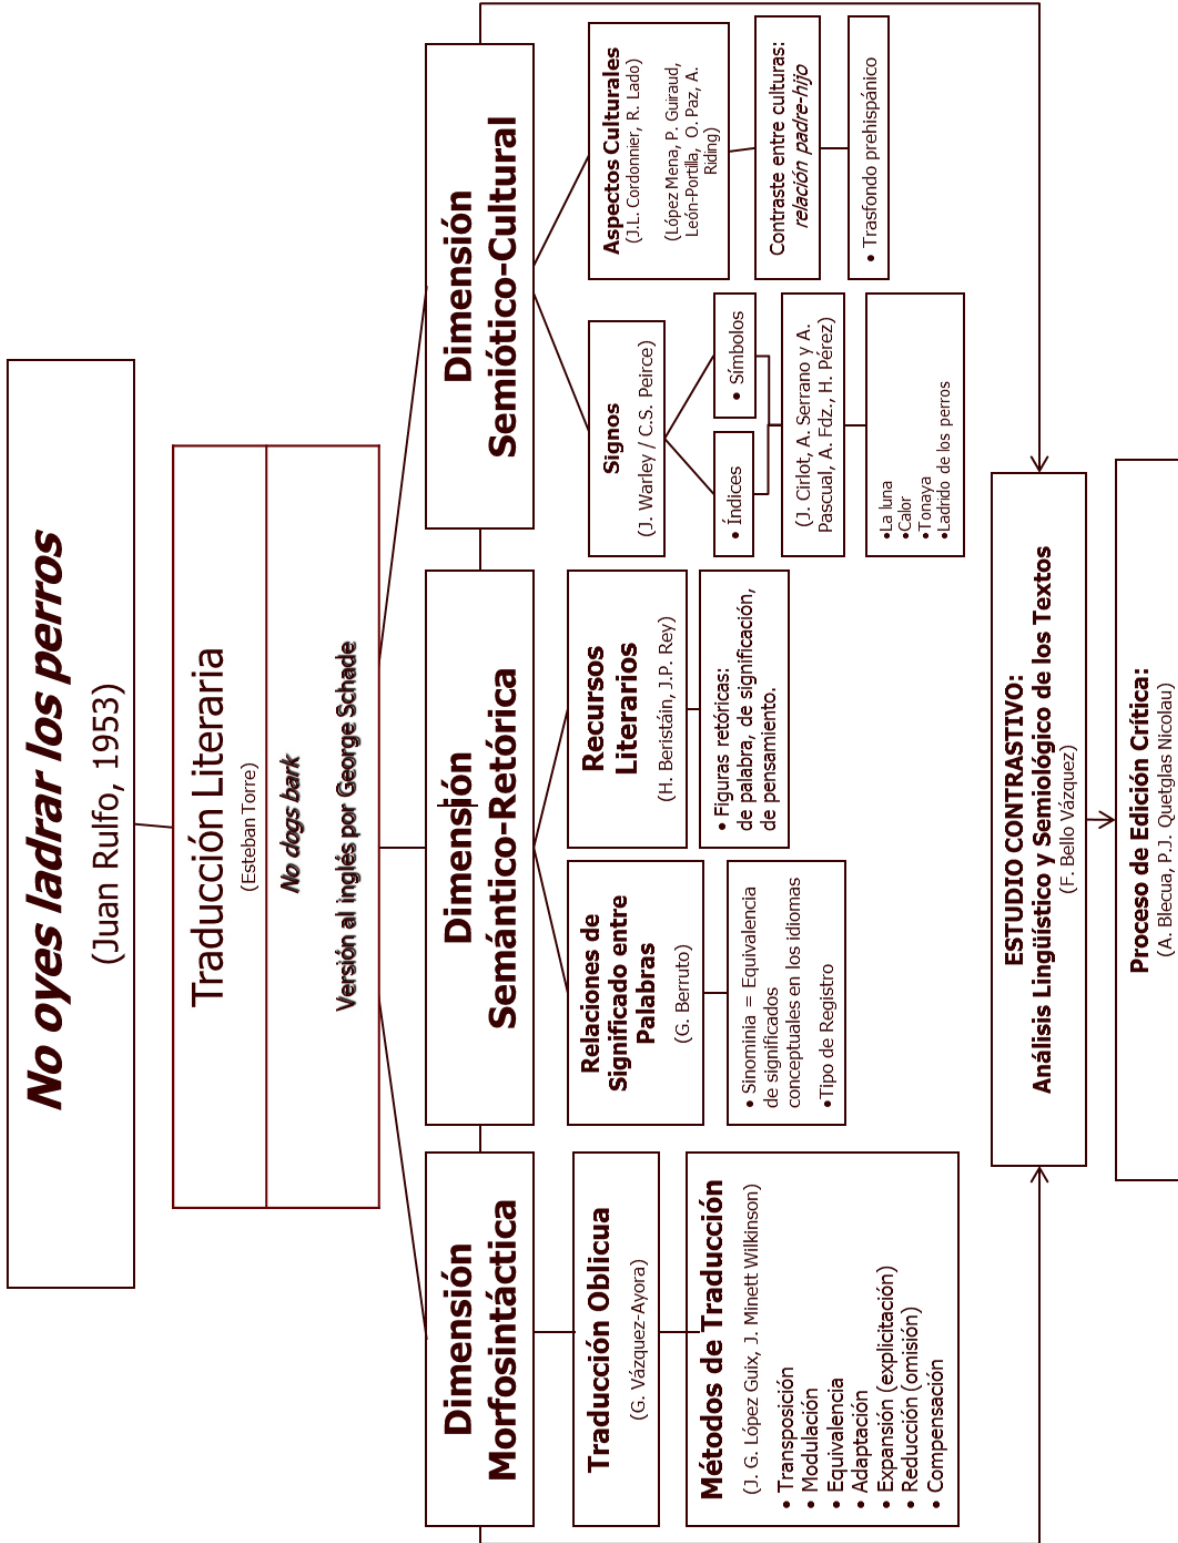 No oyes ladrar los perros
(Juan Rulfo, 1953)
Traducción Literaria
(Esteban Torre)
No dogs bark
Versión al inglés por George Schade
Dimensión
Morfosintáctica
Traducción Oblicua
(G. Vázquez-Ayora)
Métodos de Traducción
(J. G. López Guix, J. Minett Wilkinson)
• Transposición
• Modulación
• Equivalencia
• Adaptación
• Expansión (explicitación)
• Reducción (omisión)
• Compensación
Dimensión
Semántico-Retórica
Relaciones de
Significado entre
Palabras
(G. Berruto)
• Sinominia = Equivalencia
de significados
conceptuales en los idiomas
•Tipo de Registro
Recursos
Literarios
(H. Beristáin, J.P. Rey)
• Figuras retóricas:
de palabra, de significación,
de pensamiento.
Dimensión
Semiótico-Cultural
Signos
(J. Warley / C.S. Peirce)
• Índices
• Símbolos
(J. Cirlot, A. Serrano y A.
Pascual, A. Fdz., H. Pérez)
•La luna
•Calor
•Tonaya
•Ladrido de los perros
Aspectos Culturales
(J.L. Cordonnier, R. Lado)
(López Mena, P. Guiraud,
León-Portilla, O. Paz, A.
Riding)
Contraste entre culturas:
relación padre-hijo
• Trasfondo prehispánico
ESTUDIO CONTRASTIVO:
Análisis Lingüístico y Semiológico de los Textos
(F. Bello Vázquez)
Proceso de Edición Crítica:
(A. Blecua, P.J. Quetglas Nicolau)